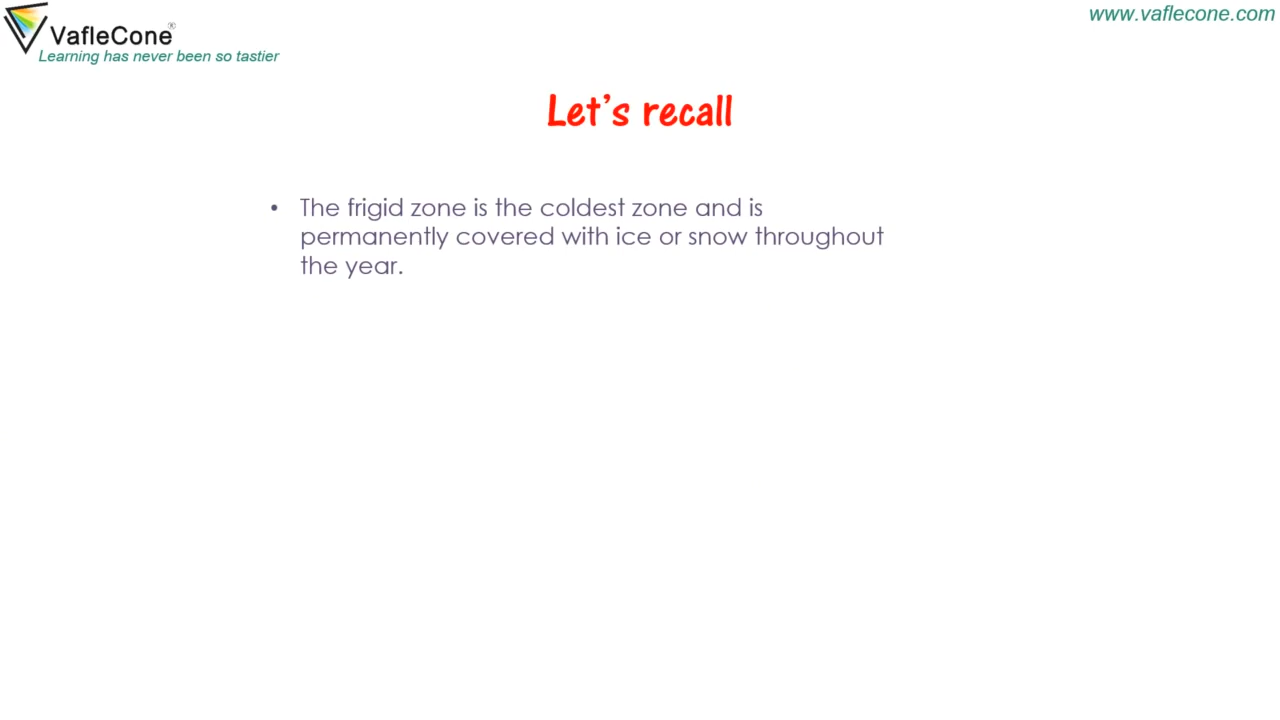 VafleCone®
Learning has never been so tastier
www.vaflecone.com
Let's recall
• The frigid zone is the coldest zone and is
permanently covered with ice or snow throughout
the year.